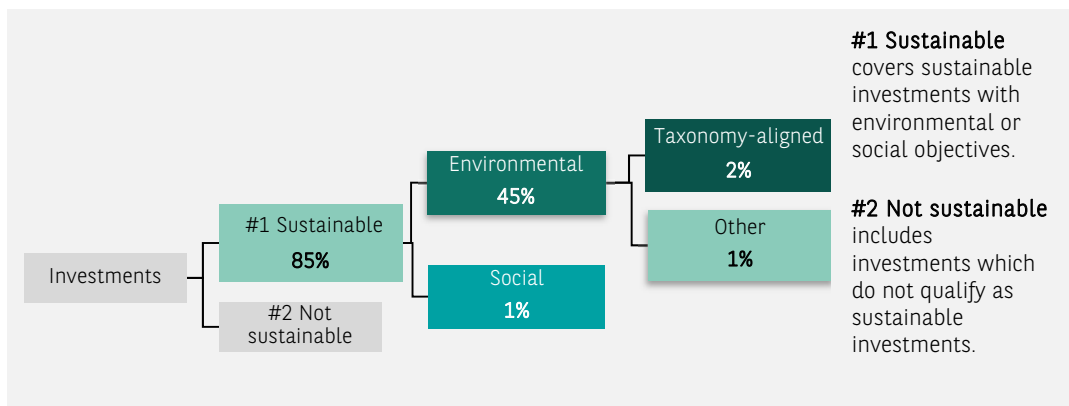 Investments
#1 Sustainable
85%
#2 Not
sustainable
Environmental
45%
Social
1%
Taxonomy-aligned
2%
Other
1%
#1 Sustainable
covers sustainable
investments with
environmental or
social objectives.
#2 Not sustainable
includes
investments which
do not qualify as
sustainable
investments.